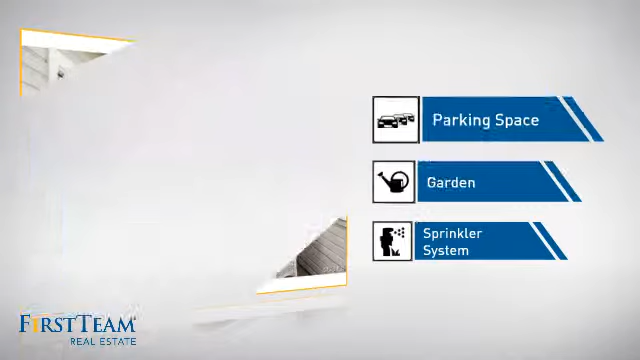 Parking Space
Garden
Sprinkler
System
FIRSTTEAM
REAL ESTATE